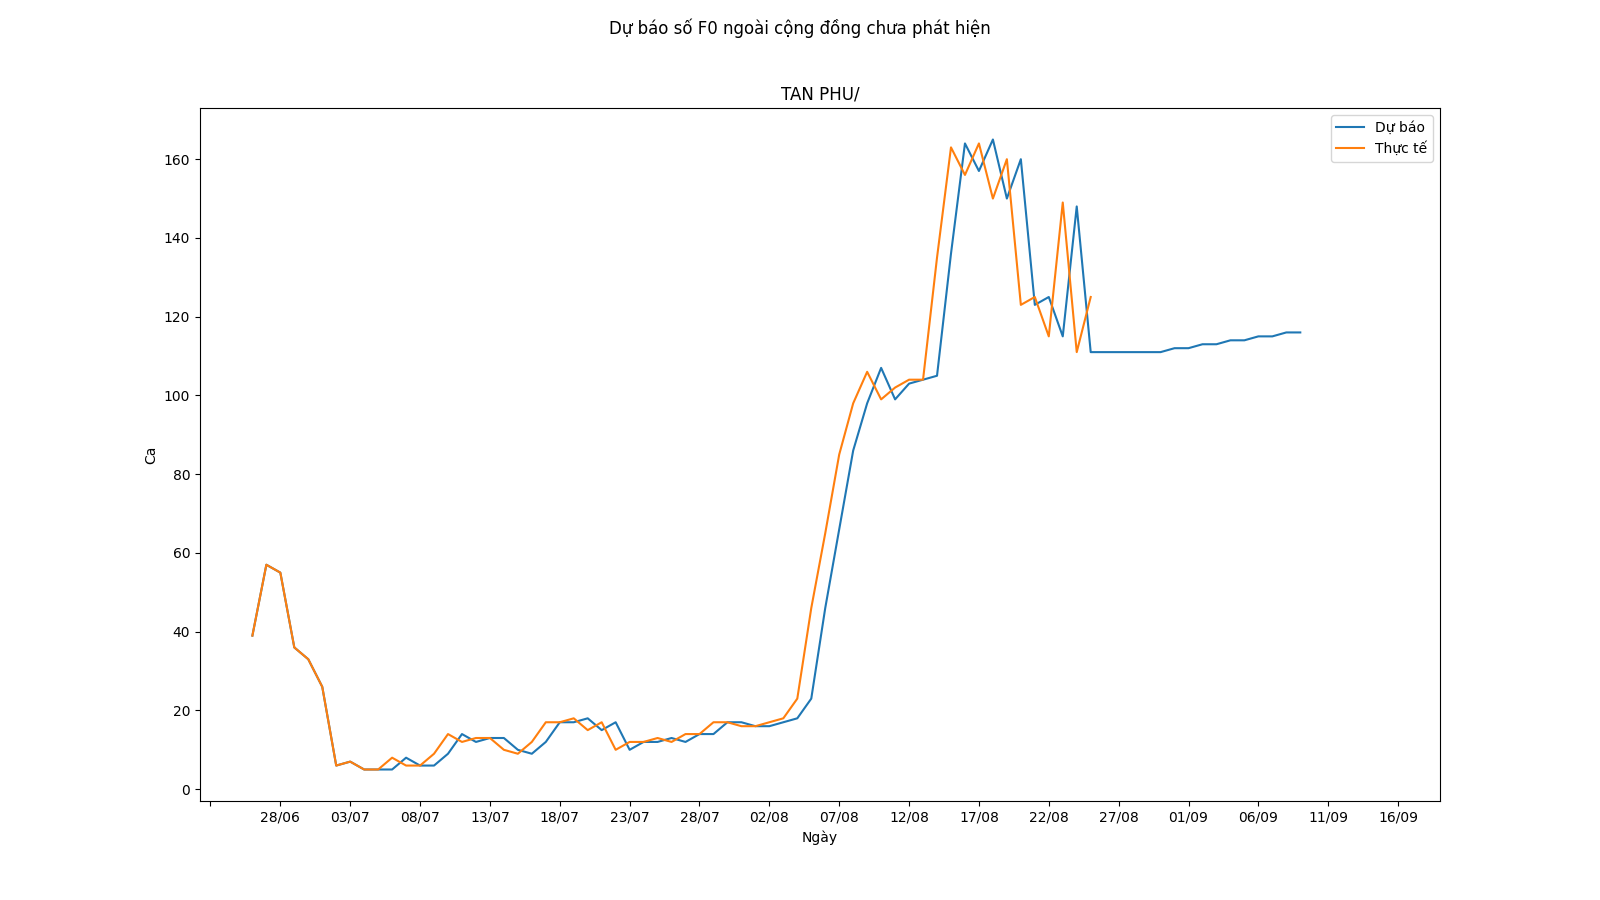 Dự báo số F0 ngoài cộng đồng chưa phát hiện
TAN PHU/
Dự báo
Thực tế
160
140
120
100
80
60
40
20
0
Ca
28/06 03/07 08/07 13/07 18/07 23/07 28/07 02/08 07/08 12/08 17/08 22/08 27/08 01/09 06/09 11/09 16/09
Ngày